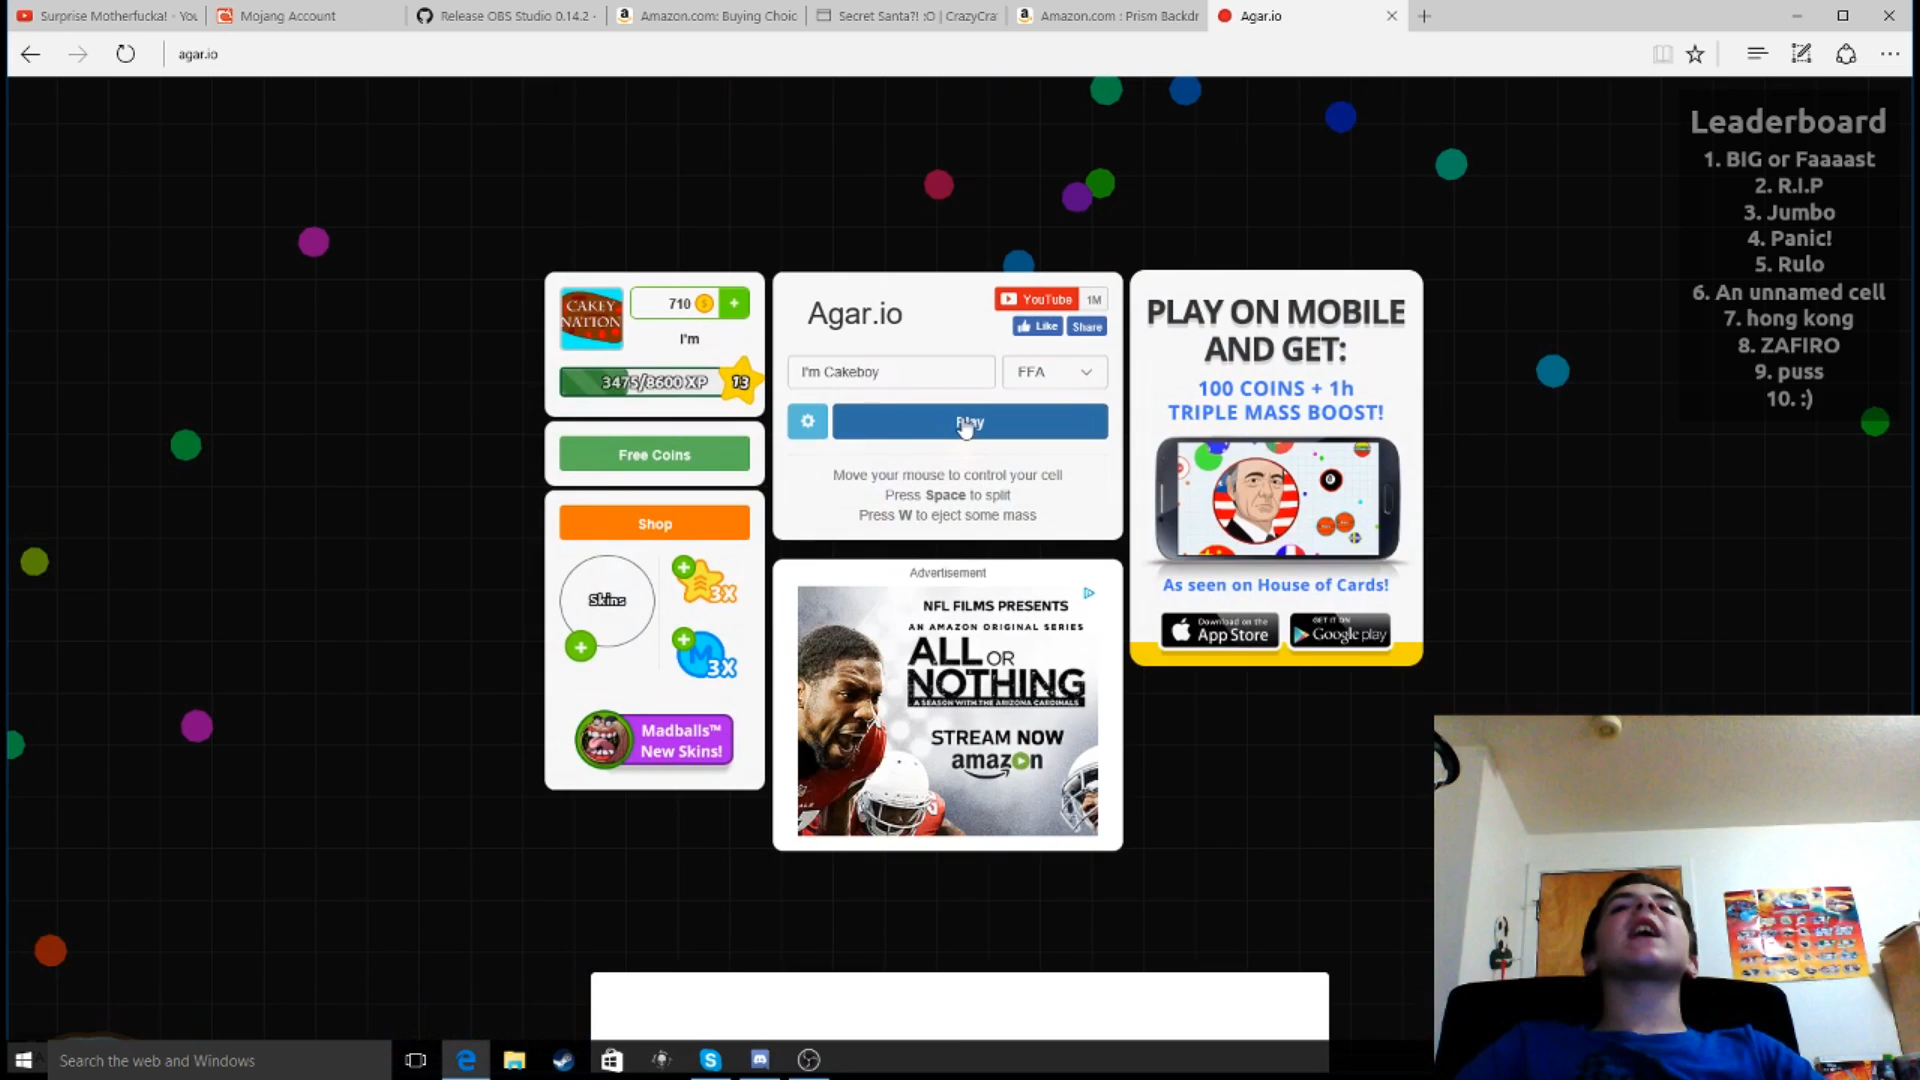 Surprise Motherfucka! - You
Mojang Account
Release OBS Studio 0.14.2 -
Amazon.com: Buying Choic
Secret Santa?! :O | CrazyCra
Amazon.com : Prism Backdr
Agar.io
agar.io
Leaderboard
1. BIG or Faaaast
2. R.I.P
3. Jumbo
4. Panic!
5. Rulo
6. An unnamed cell
7. hong kong
8. ZAFIRO
9. puss
10. :)
CAKEY
NATION
710
I'm
3475/8600 XP
13
Free Coins
Shop
Skins
3X
M
3X
Madballs™
New Skins!
Agar.io
YouTube
1M
Like
Share
I'm Cakeboy
FFA
Play
Move your mouse to control your cell
Press Space to split
Press W to eject some mass
Advertisement
NFL FILMS PRESENTS
AN AMAZON ORIGINAL SERIES
ALL OR
NOTHING
A SEASON WITH THE ARIZONA CARDINALS
STREAM NOW
amazon
PLAY ON MOBILE
AND GET:
100 COINS + 1h
TRIPLE MASS BOOST!
8
As seen on House of Cards!
Download on the
App Store
GET IT ON
Google play
Search the web and Windows